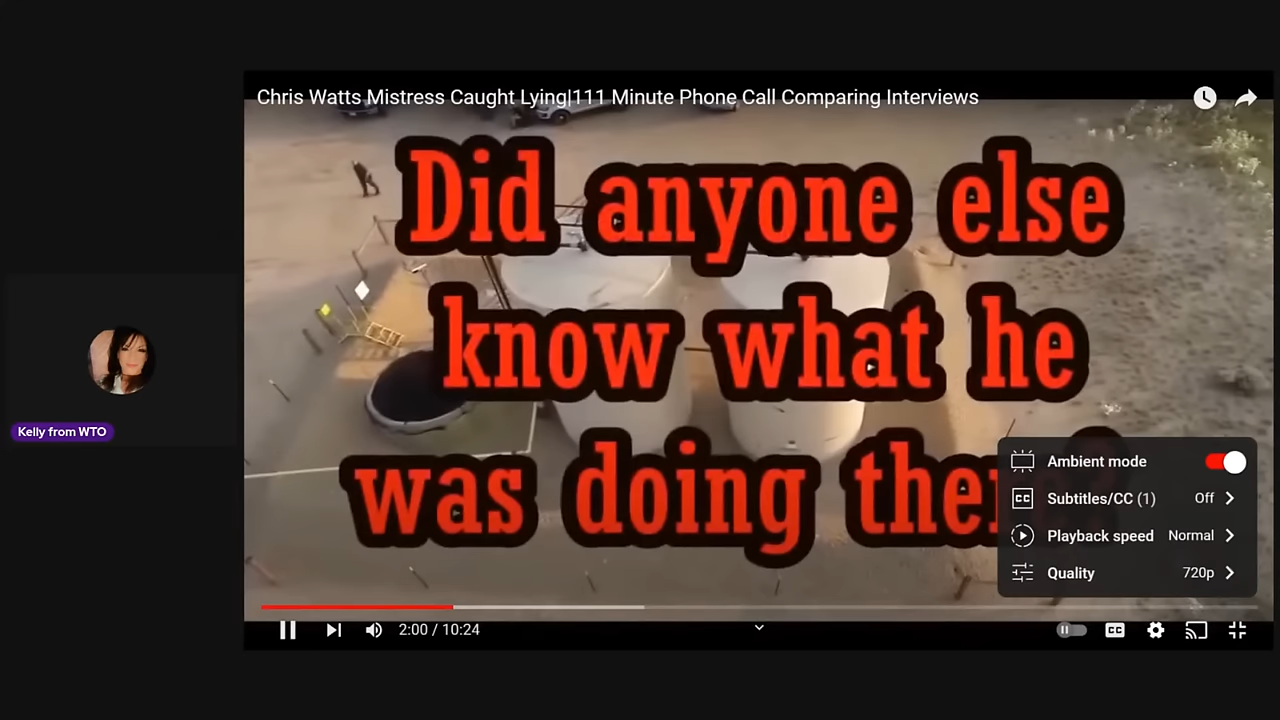 Chris Watts Mistress Caught Lying|111 Minute Phone Call Comparing Interviews
Did anyone else
know what he
was doing
Kelly from WTO
Ambient mode
Subtitles/CC (1) Off
Playback speed Normal
Quality 720p
2:00 / 10:24
CC